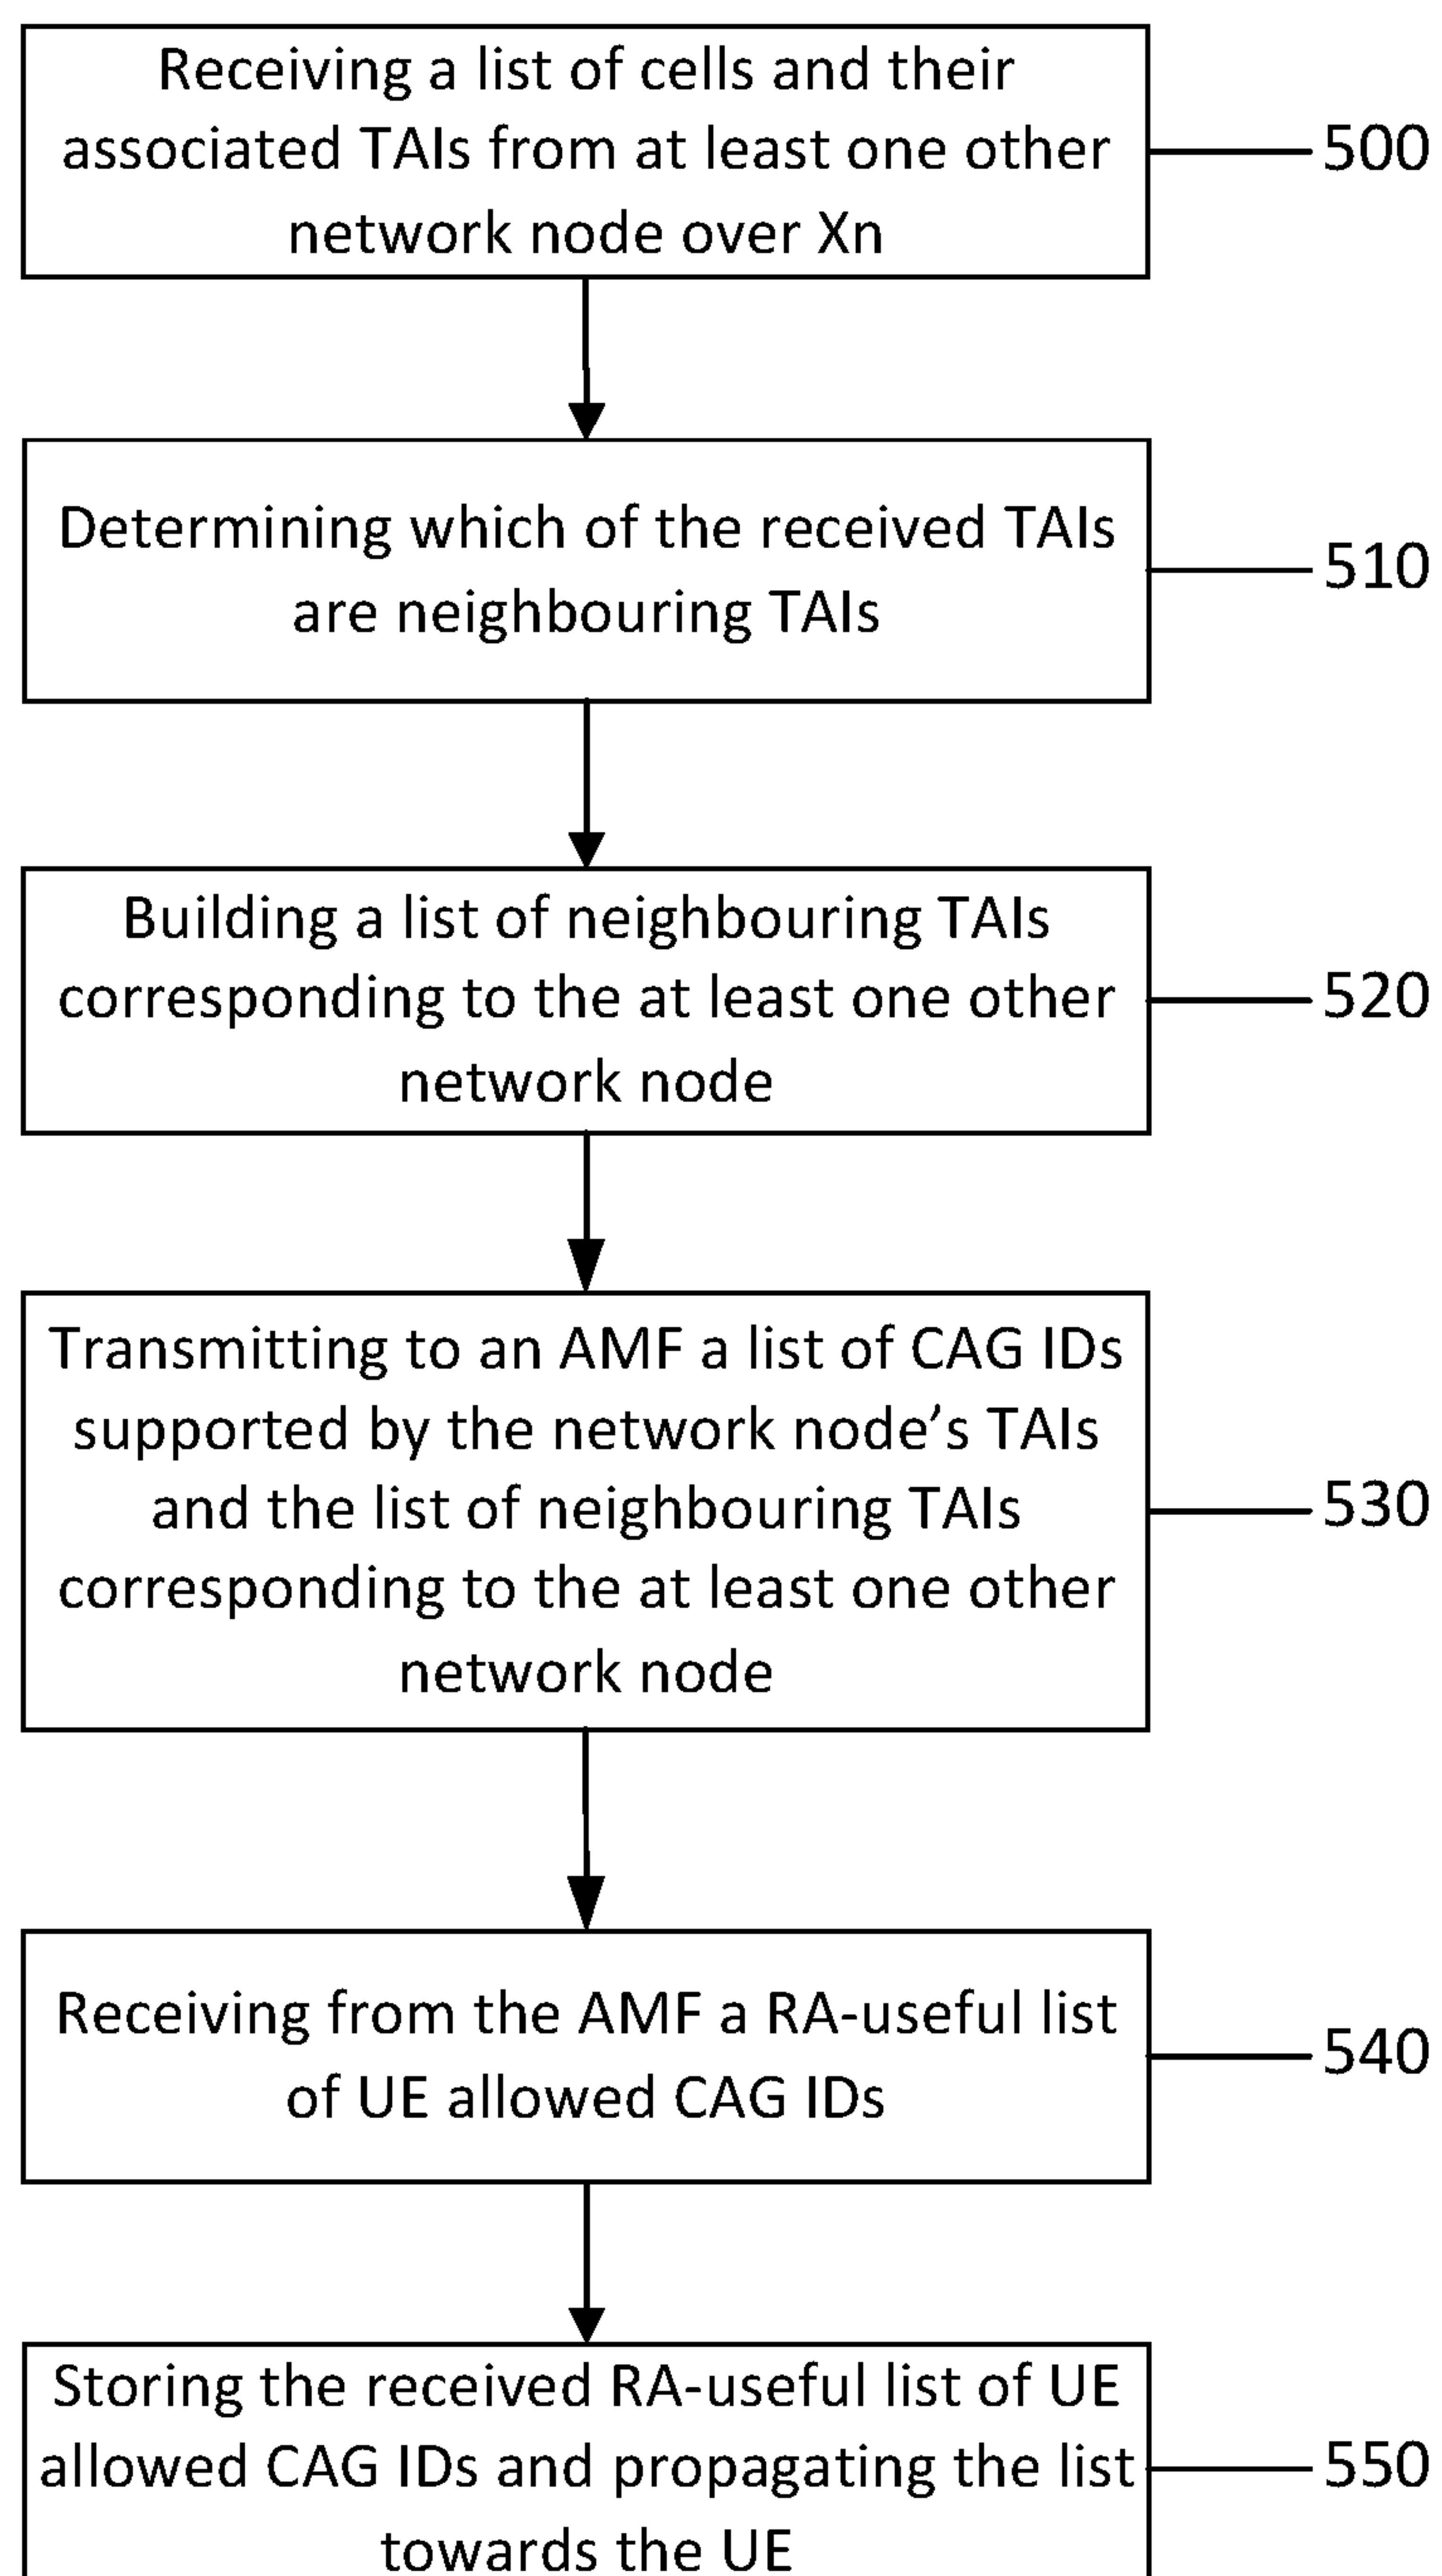 Receiving a list of cells and their
associated TAIs from at least one other
network node over Xn
500
Determining which of the received TAIs
are neighbouring TAIs
510
Building a list of neighbouring TAIs
corresponding to the at least one other
network node
520
Transmitting to an AMF a list of CAG IDs
supported by the network node’s TAIs
and the list of neighbouring TAIs
corresponding to the at least one other
network node
530
Receiving from the AMF a RA-useful list
of UE allowed CAG IDs
540
Storing the received RA-useful list of UE
allowed CAG IDs and propagating the list
towards the UE
550